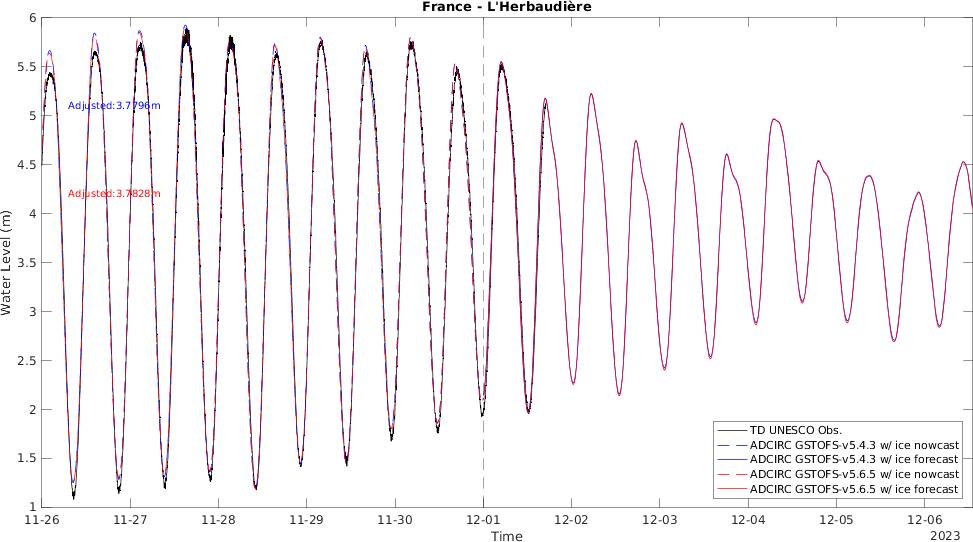 France - L'Herbaudière
6
5.5
5
4.5
4
3.5
3
2.5
2
1.5
1
Water Level (m)
Adjusted:3.7796m
Adjusted:3.7828m
TD UNESCO Obs.
ADCIRC GSTOFS-v5.4.3 w/ ice nowcast
ADCIRC GSTOFS-v5.4.3 w/ ice forecast
ADCIRC GSTOFS-v5.6.5 w/ ice nowcast
ADCIRC GSTOFS-v5.6.5 w/ ice forecast
11-26 11-27 11-28 11-29 11-30 12-01 12-02 12-03 12-04 12-05 12-06
Time
2023